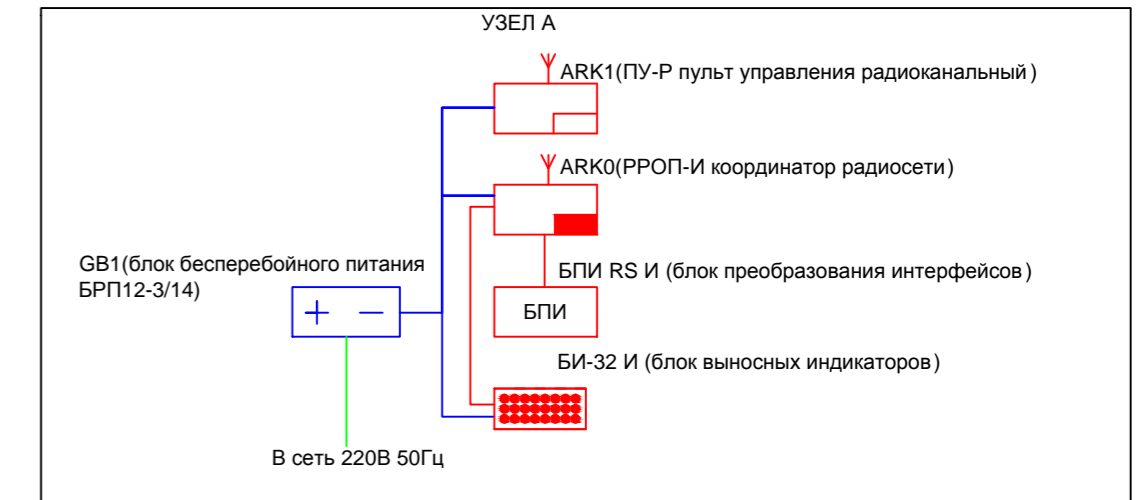 УЗЕЛ А
ARK1(ПУ-Р пульт управления радиоканальный)
ARK0(РРОП-И координатор радиосети)
GB1(блок бесперебойного питания
БРП12-3/14)
БПИ RS И (блок преобразования интерфейсов)
БПИ
БИ-32 И (блок выносных индикаторов)
В сеть 220В 50Гц